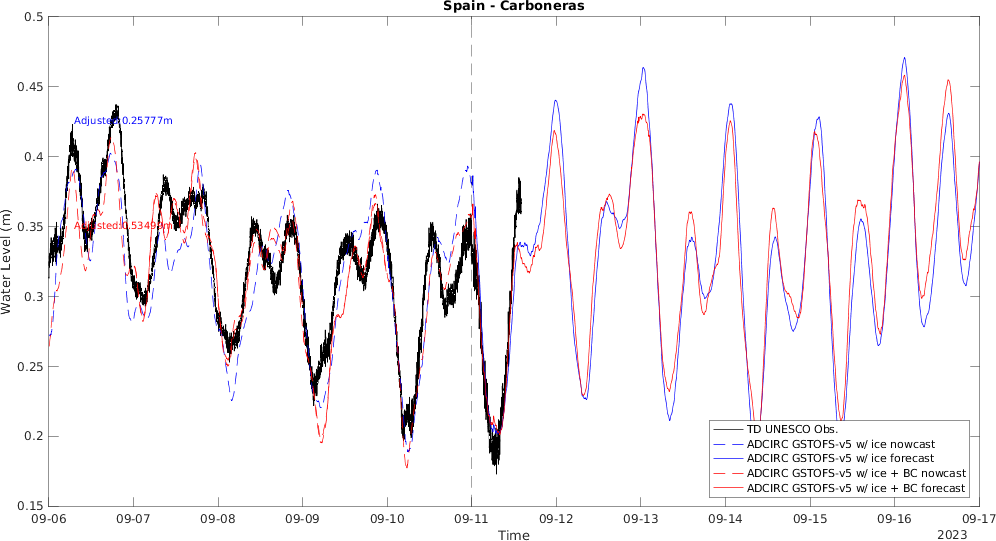 Spain - Carboneras
0.5
0.45
0.4
0.35
0.3
0.25
0.2
0.15
Water Level (m)
Adjusted:0.25777m
TD UNESCO Obs.
ADCIRC GSTOFS-v5 w/ ice nowcast
ADCIRC GSTOFS-v5 w/ ice forecast
ADCIRC GSTOFS-v5 w/ ice + BC nowcast
ADCIRC GSTOFS-v5 w/ ice + BC forecast
09-06 09-07 09-08 09-09 09-10 09-11 09-12 09-13 09-14 09-15 09-16 09-17
Time
2023